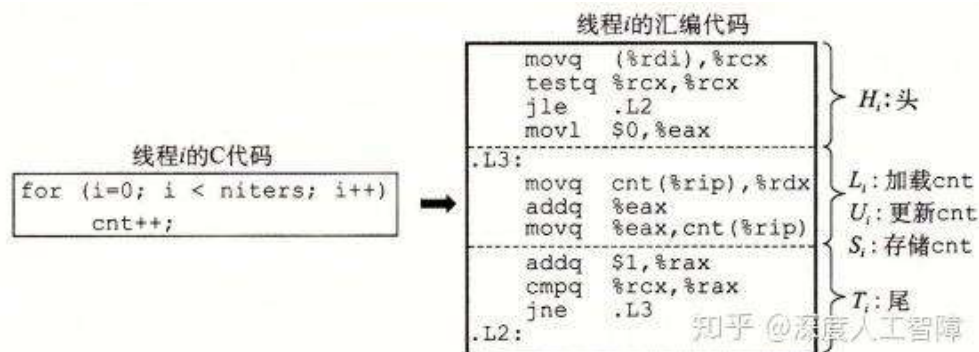 线程i的汇编代码
movq (%rdi),%rcx
testq %rcx,%rcx
jle .L2
movl $0,%eax
H_i:头
线程i的C代码
for (i=0; i < niters; i++)
cnt++;
.L3:
movq cnt(%rip),%rdx
addq %eax
movq %eax,cnt(%rip)
L_i:加载cnt
U_i:更新cnt
S_i:存储cnt
addq $1,%rax
cmpq %rcx,%rax
jne .L3
.L2:
T_i:尾
知乎 @深度人工智障